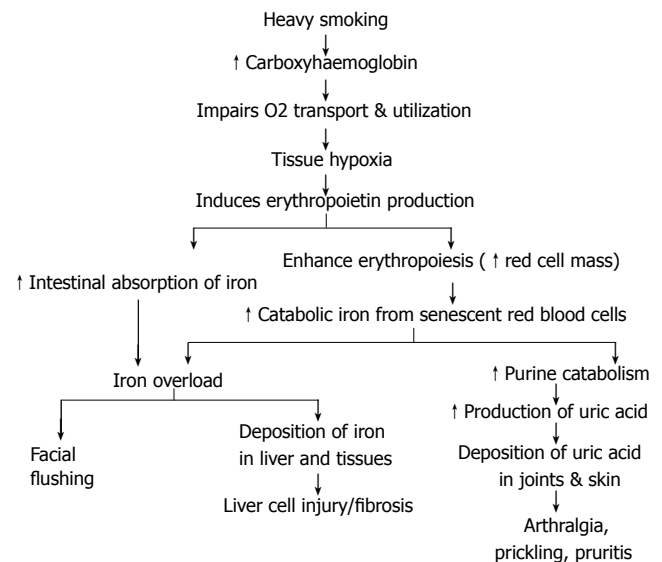 Heavy smoking
↑ Carboxyhaemoglobin
Impairs O2 transport & utilization
Tissue hypoxia
Induces erythropoietin production
↑ Intestinal absorption of iron
Enhance erythropoiesis ( ↑ red cell mass)
↑ Catabolic iron from senescent red blood cells
Iron overload
↑ Purine catabolism
↑ Production of uric acid
Facial
flushing
Deposition of iron
in liver and tissues
Liver cell injury/fibrosis
Deposition of uric acid
in joints & skin
Arthralgia,
prickling, pruritis